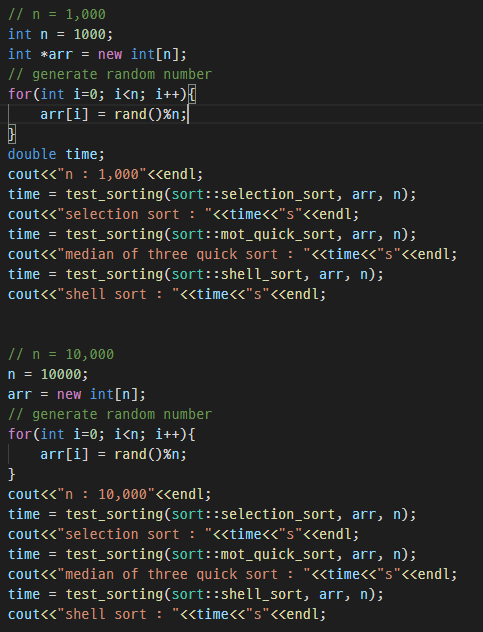 // n = 1,000
int n = 1000;
int *arr = new int[n];
// generate random number
for(int i=0; i<n; i++){
    arr[i] = rand()%n;
}
double time;
cout<<"n : 1,000"<<endl;
time = test_sorting(sort::selection_sort, arr, n);
cout<<"selection sort : "<<time<<"s"<<endl;
time = test_sorting(sort::mot_quick_sort, arr, n);
cout<<"median of three quick sort : "<<time<<"s"<<endl;
time = test_sorting(sort::shell_sort, arr, n);
cout<<"shell sort : "<<time<<"s"<<endl;
// n = 10,000
n = 10000;
arr = new int[n];
// generate random number
for(int i=0; i<n; i++){
    arr[i] = rand()%n;
}
cout<<"n : 10,000"<<endl;
time = test_sorting(sort::selection_sort, arr, n);
cout<<"selection sort : "<<time<<"s"<<endl;
time = test_sorting(sort::mot_quick_sort, arr, n);
cout<<"median of three quick sort : "<<time<<"s"<<endl;
time = test_sorting(sort::shell_sort, arr, n);
cout<<"shell sort : "<<time<<"s"<<endl;